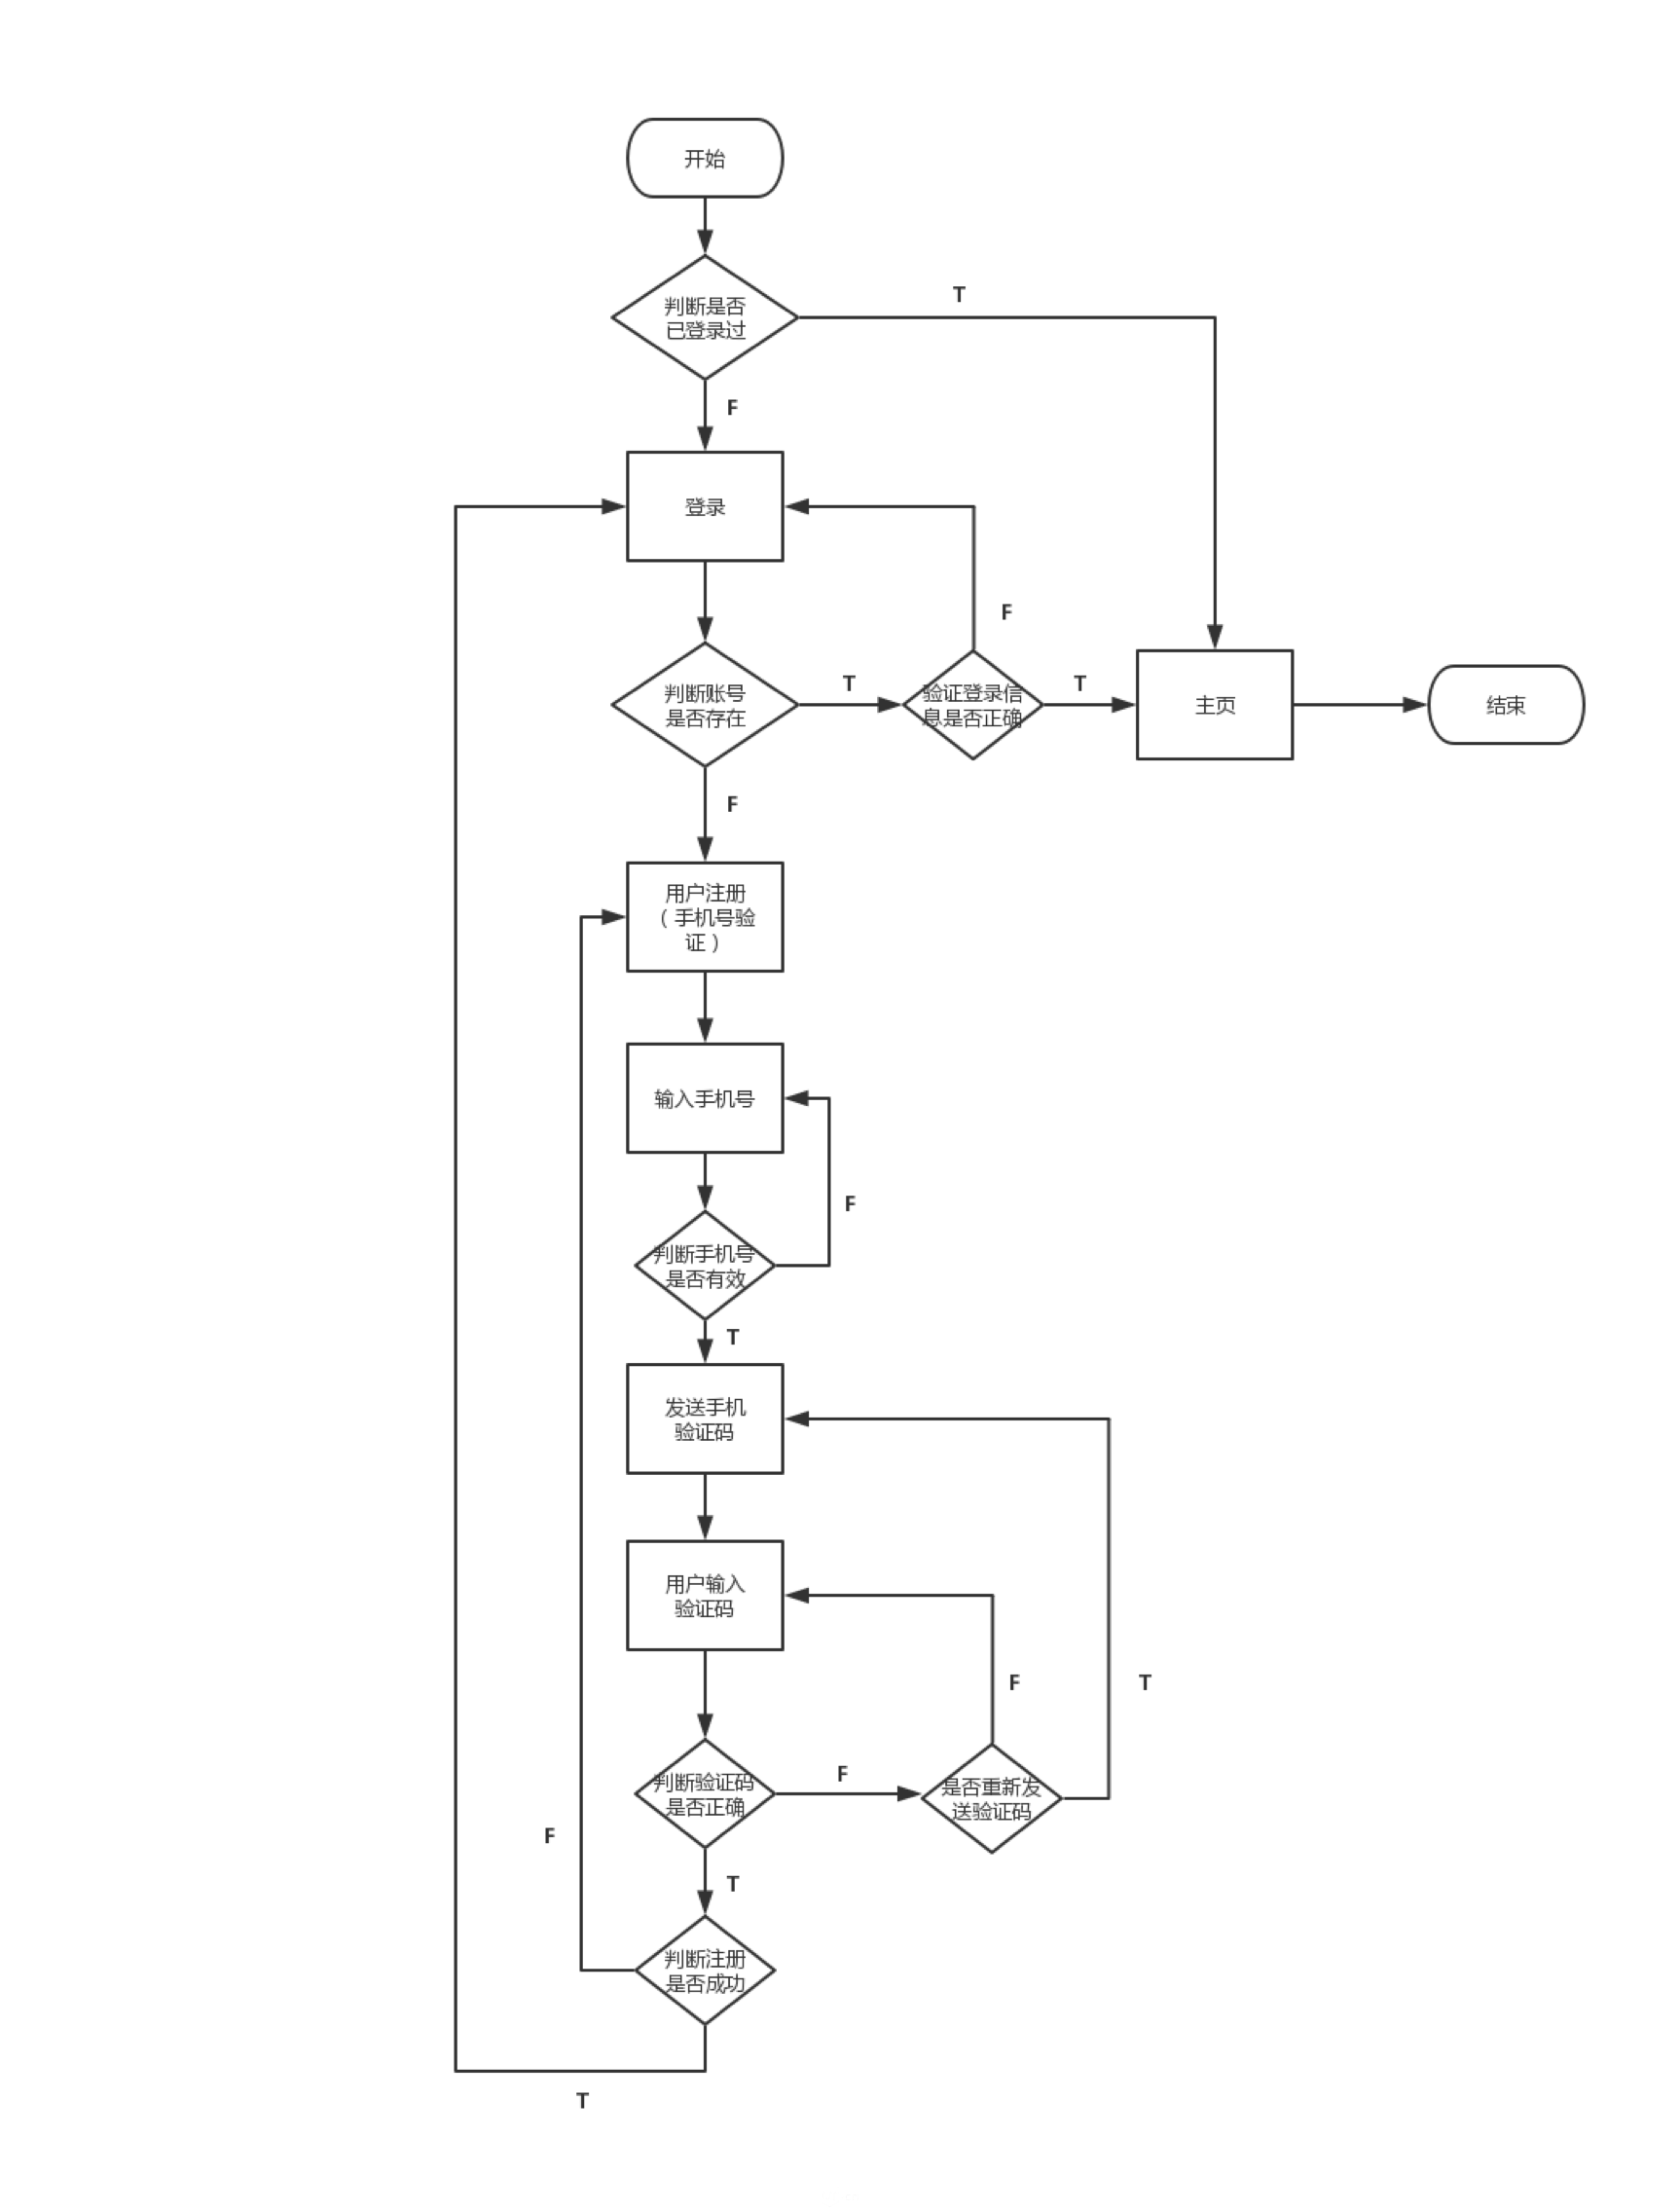 开始
判断是否
已登录过
T
F
登录
F
判断账号
是否存在
T
验证登录信
息是否正确
T
主页
结束
F
用户注册
（手机号验
证）
输入手机号
F
判断手机号
是否有效
T
发送手机
验证码
用户输入
验证码
F
T
判断验证码
是否正确
F
是否重新发
送验证码
F
T
判断注册
是否成功
T